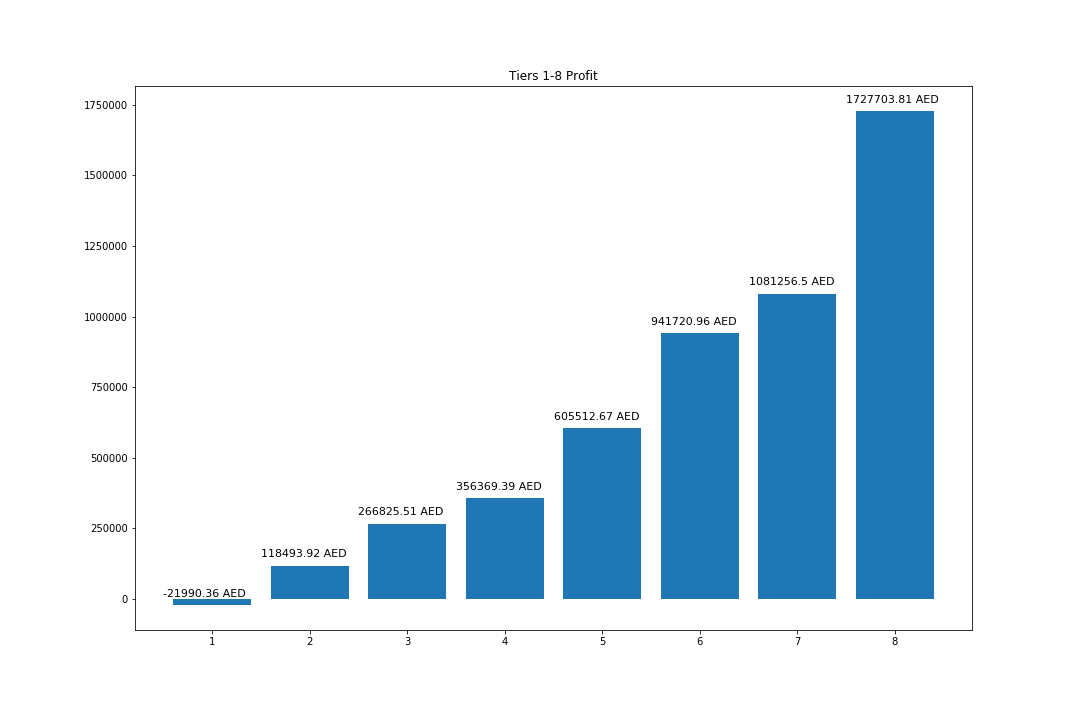 Tiers 1-8 Profit
1750000
1500000
1250000
1000000
750000
500000
250000
0
-21990.36 AED
118493.92 AED
266825.51 AED
356369.39 AED
605512.67 AED
941720.96 AED
1081256.5 AED
1727703.81 AED
1 2 3 4 5 6 7 8